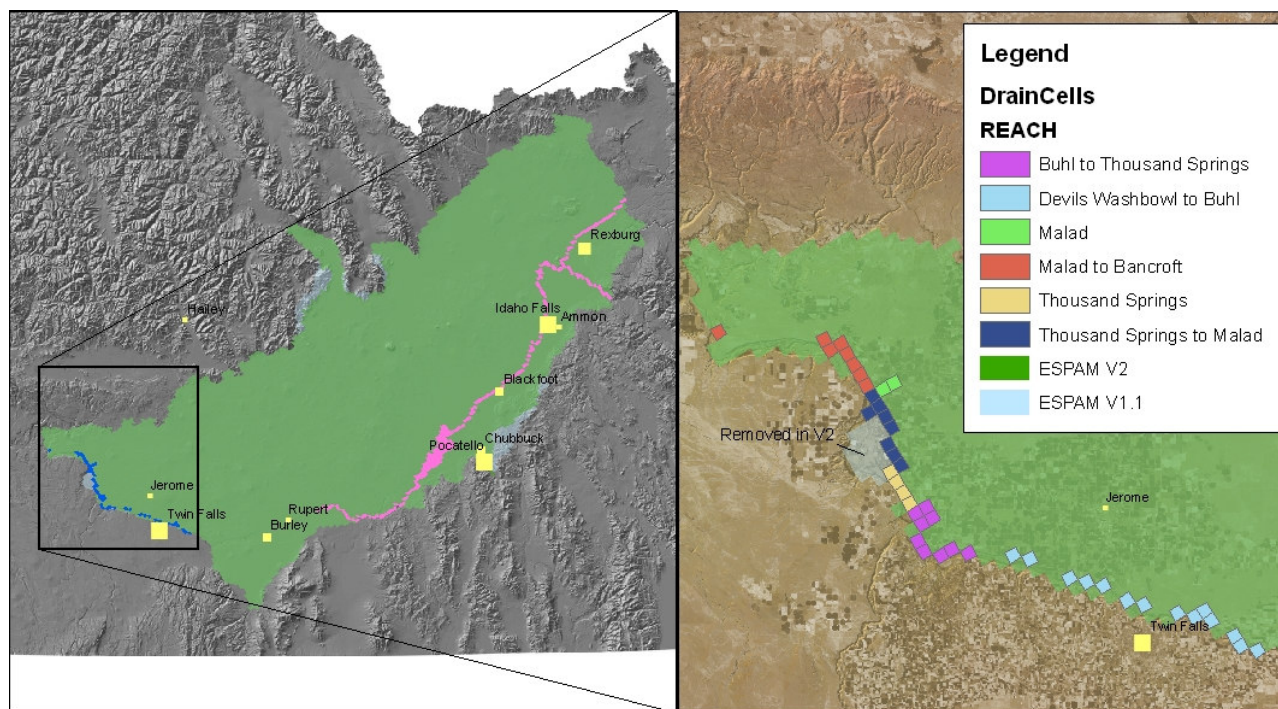 Hailey
Rexburg
Idaho Falls
Ammon
Blackfoot
Pocatello
Chubbuck
Jerome
Twin Falls
Rupert
Burley
Legend
DrainCells
REACH
Buhl to Thousand Springs
Devils Washbowl to Buhl
Malad
Malad to Bancroft
Thousand Springs
Thousand Springs to Malad
ESPAM V2
ESPAM V1.1
Removed in V2
Jerome
Twin Falls